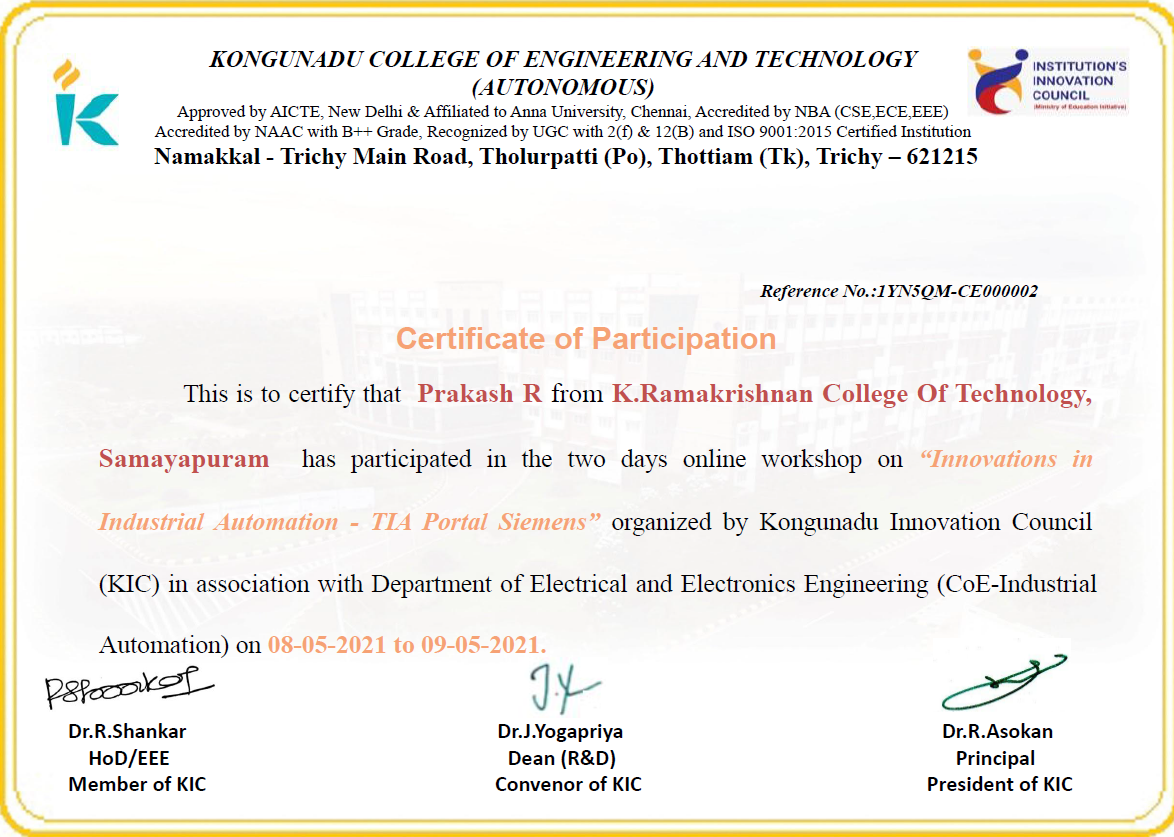 KONGUNADU COLLEGE OF ENGINEERING AND TECHNOLOGY
(AUTONOMOUS)
Approved by AICTE, New Delhi & Affiliated to Anna University, Chennai, Accredited by NBA (CSE,ECE,EEE)
Accredited by NAAC with B++ Grade, Recognized by UGC with 2(f) & 12(B) and ISO 9001:2015 Certified Institution
Namakkal - Trichy Main Road, Tholurpatti (Po), Thottiam (Tk), Trichy – 621215
INSTITUTION'S
INNOVATION
COUNCIL
(Ministry of Education Initiative)
Reference No.:1YN5QM-CE000002
Certificate of Participation
This is to certify that Prakash R from K.Ramakrishnan College Of Technology,
Samayapuram has participated in the two days online workshop on “Innovations in
Industrial Automation - TIA Portal Siemens” organized by Kongunadu Innovation Council
(KIC) in association with Department of Electrical and Electronics Engineering (CoE-Industrial
Automation) on 08-05-2021 to 09-05-2021.
Dr.R.Shankar
HoD/EEE
Member of KIC
Dr.J.Yogapriya
Dean (R&D)
Convenor of KIC
Dr.R.Asokan
Principal
President of KIC